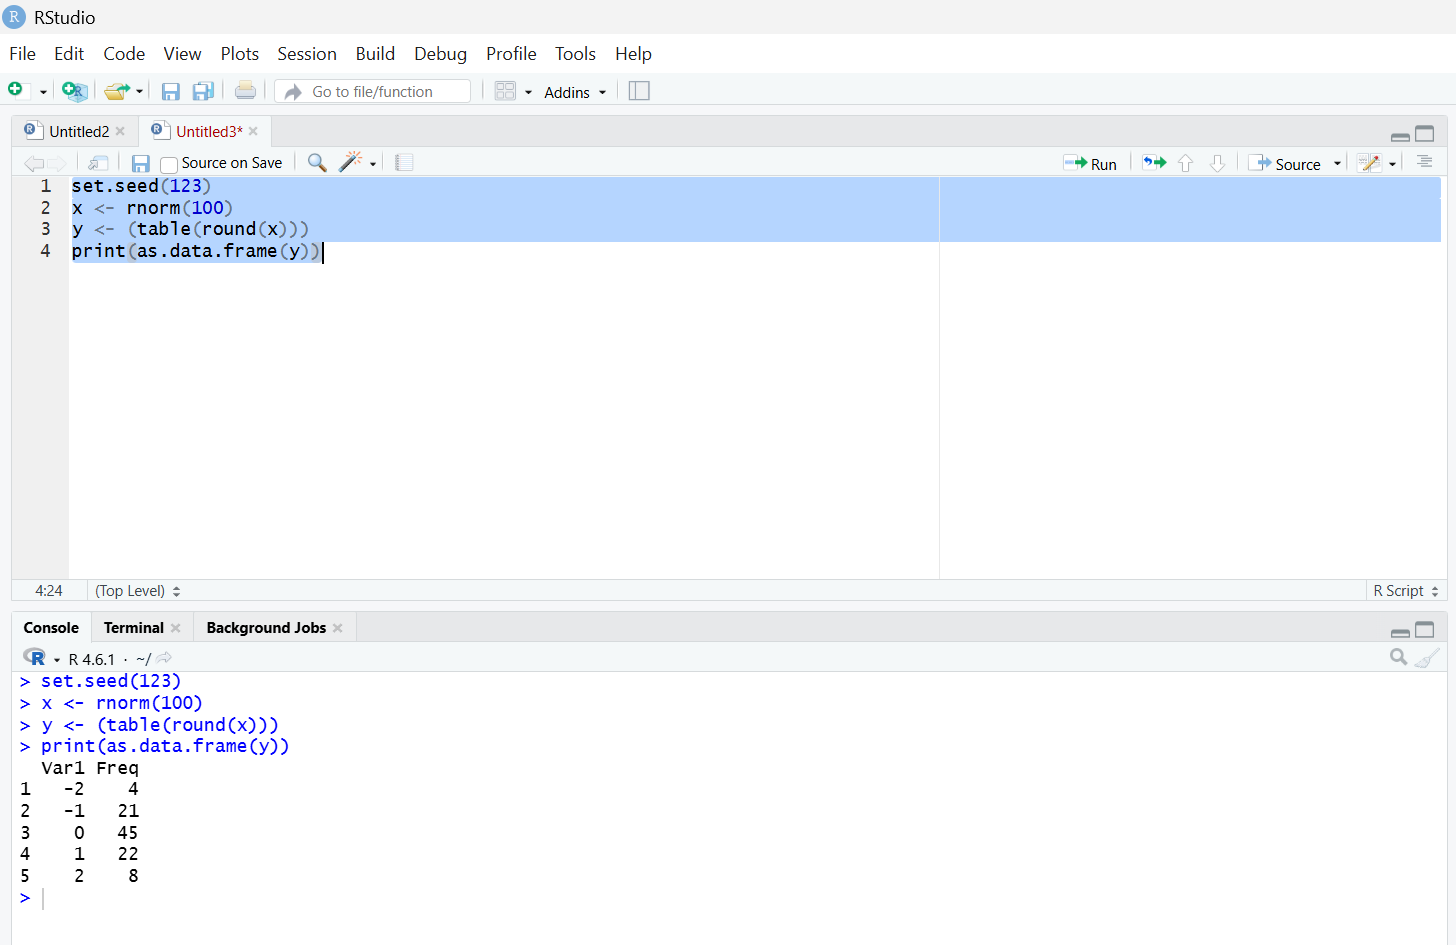 R RStudio
File Edit Code View Plots Session Build Debug Profile Tools Help
Go to file/function Addins
Untitled2 Untitled3*
Source on Save Run Source
1 set.seed(123)
2 x <- rnorm(100)
3 y <- (table(round(x)))
4 print(as.data.frame(y))
4:24 (Top Level) R Script
Console Terminal Background Jobs
R R 4.6.1 · ~/
> set.seed(123)
> x <- rnorm(100)
> y <- (table(round(x)))
> print(as.data.frame(y))
  Var1 Freq
1   -2    4
2   -1   21
3    0   45
4    1   22
5    2    8
>